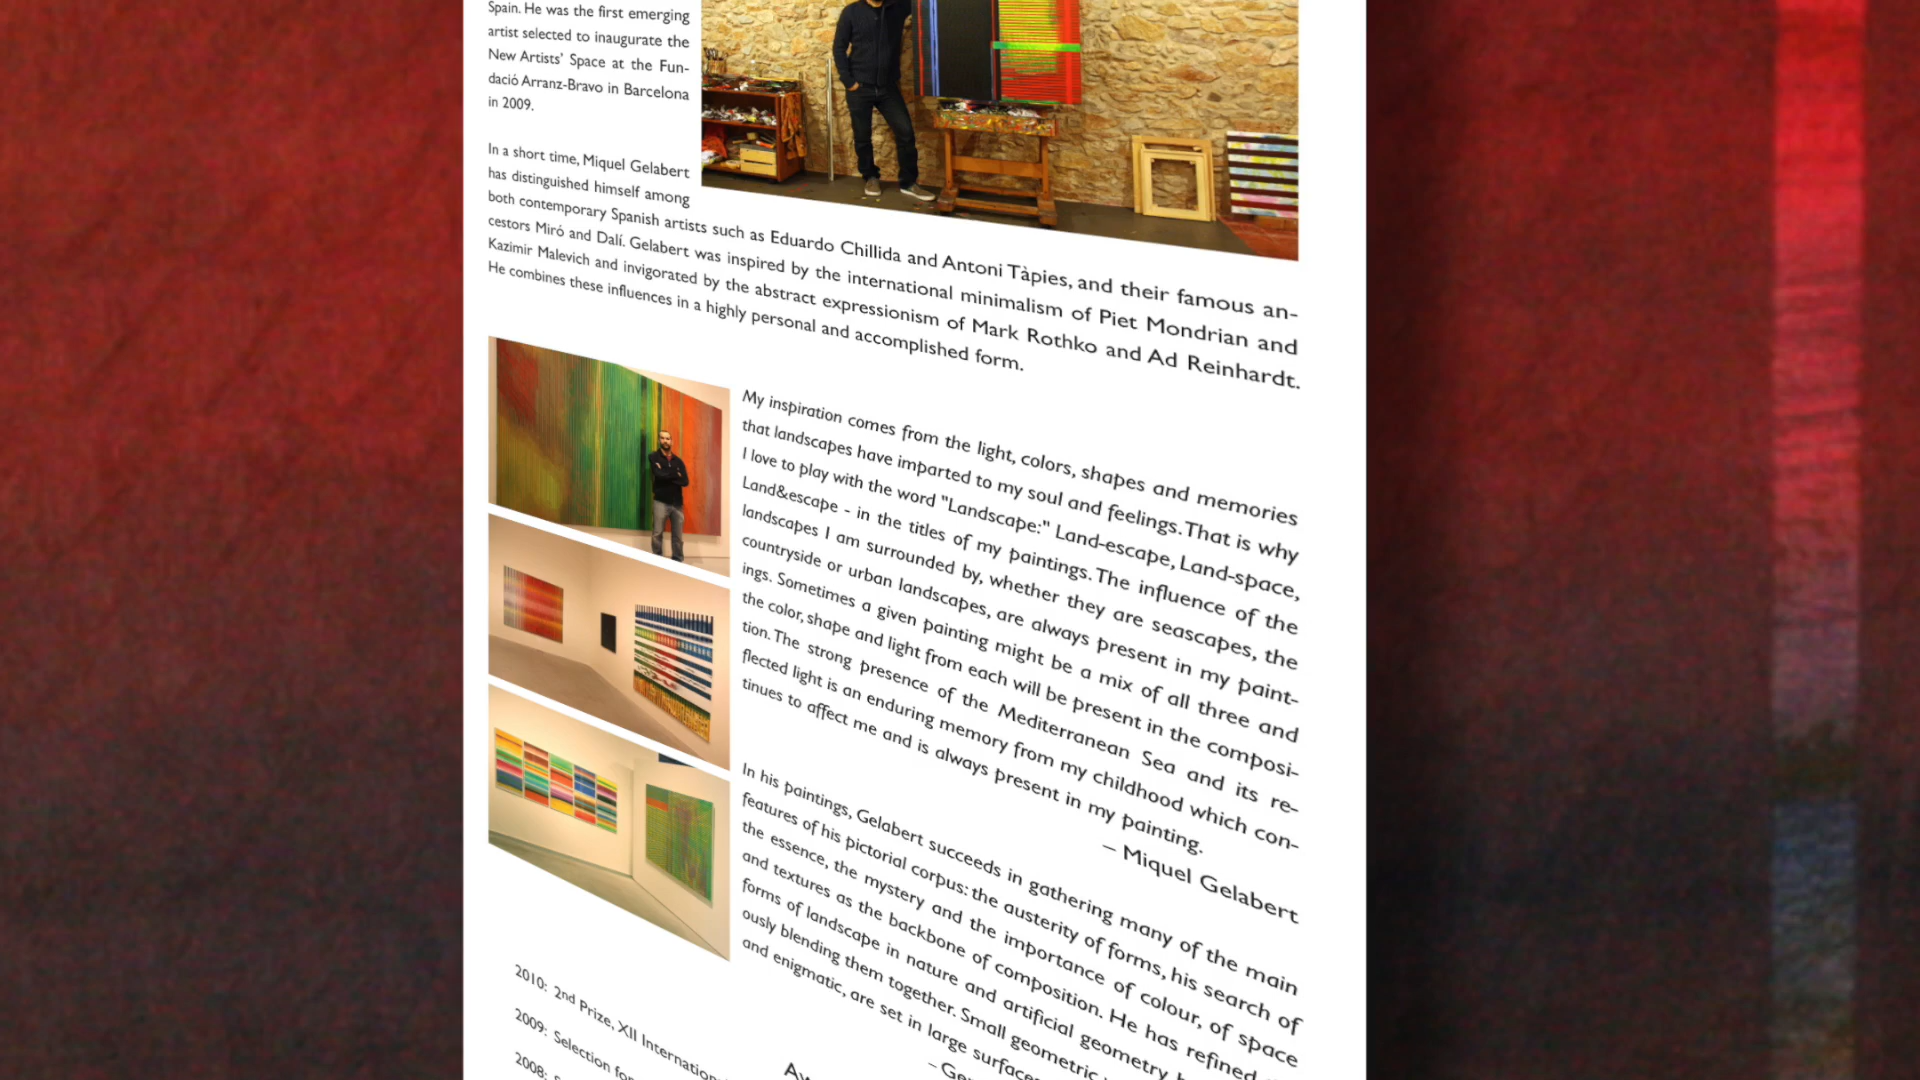 Spain. He was the first emerging
artist selected to inaugurate the
New Artists' Space at the Fun-
dació Arranz-Bravo in Barcelona
in 2009.
In a short time, Miquel Gelabert
has distinguished himself among
both contemporary Spanish artists such as Eduardo Chillida and Antoni Tàpies, and their famous an-
cestors Miró and Dalí. Gelabert was inspired by the international minimalism of Piet Mondrian and
Kazimir Malevich and invigorated by the abstract expressionism of Mark Rothko and Ad Reinhardt.
He combines these influences in a highly personal and accomplished form.
My inspiration comes from the light, colors, shapes and memories
that landscapes have imparted to my soul and feelings. That is why
I love to play with the word "Landscape:" Land-escape, Land-space,
Land&escape - in the titles of my paintings. The influence of the
landscapes I am surrounded by, whether they are seascapes, the
countryside or urban landscapes, are always present in my paint-
ings. Sometimes a given painting might be a mix of all three and
the color, shape and light from each will be present in the composi-
tion. The strong presence of the Mediterranean Sea and its re-
flected light is an enduring memory from my childhood which con-
tinues to affect me and is always present in my painting.
– Miquel Gelabert
In his paintings, Gelabert succeeds in gathering many of the main
features of his pictorial corpus: the austerity of forms, his search of
the essence, the mystery and the importance of colour, of space
and textures as the backbone of composition. He has refined
forms of landscape in nature and artificial geometry
ously blending them together. Small geometric
and enigmatic, are set in large surfaces
2010: 2nd Prize, XII International
2009: Selection for
2008: